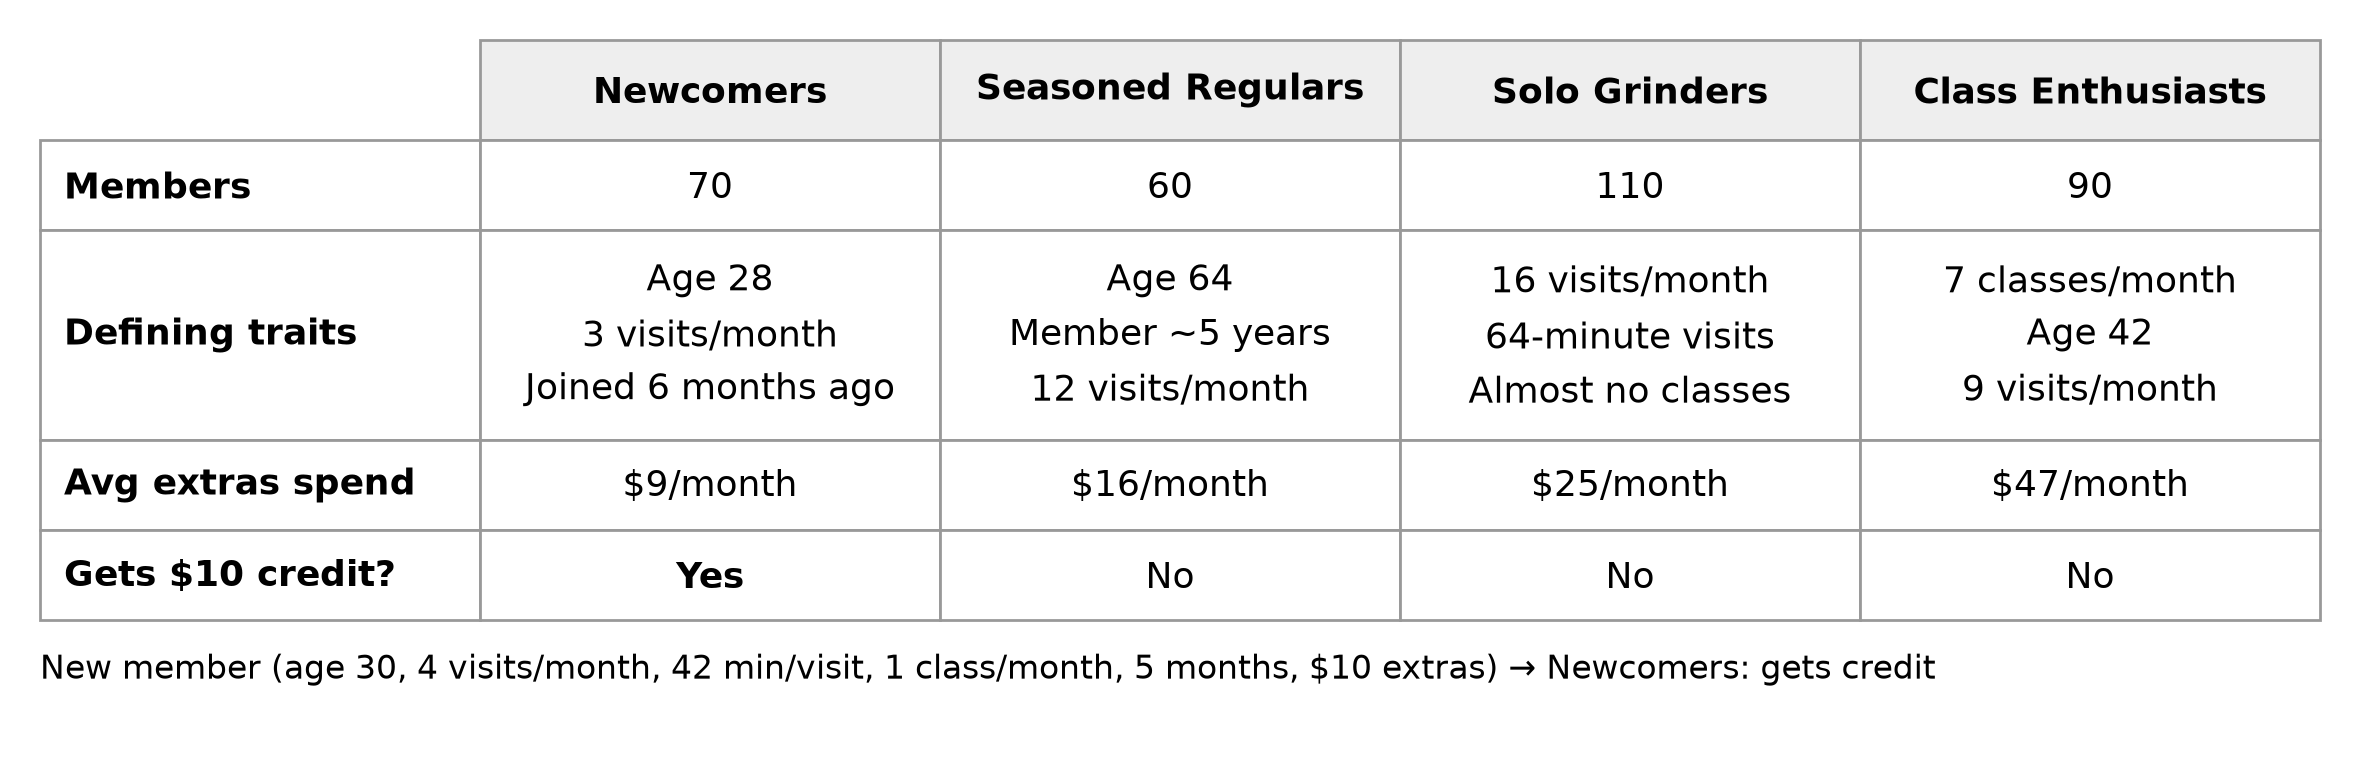 Newcomers Seasoned Regulars Solo Grinders Class Enthusiasts
Members 70 60 110 90
Defining traits
Age 28
3 visits/month
Joined 6 months ago
Age 64
Member ~5 years
12 visits/month
16 visits/month
64-minute visits
Almost no classes
7 classes/month
Age 42
9 visits/month
Avg extras spend $9/month $16/month $25/month $47/month
Gets $10 credit? Yes No No No
New member (age 30, 4 visits/month, 42 min/visit, 1 class/month, 5 months, $10 extras) → Newcomers: gets credit